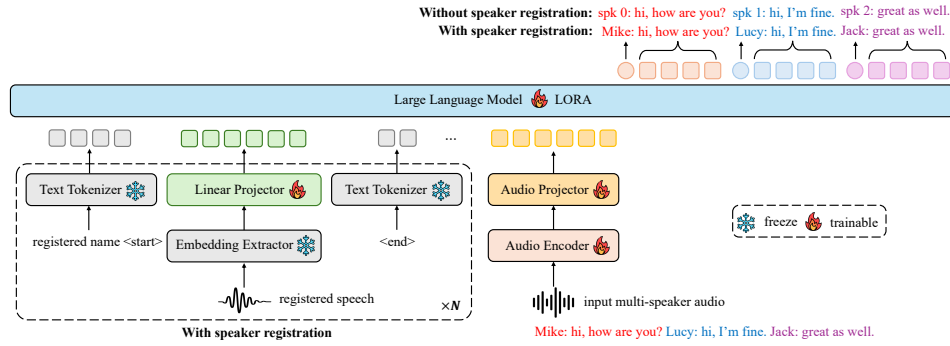 Without speaker registration: spk 0: hi, how are you? spk 1: hi, I'm fine. spk 2: great as well.
With speaker registration: Mike: hi, how are you? Lucy: hi, I'm fine. Jack: great as well.
Large Language Model LORA
...
Text Tokenizer Linear Projector Text Tokenizer Audio Projector
registered name <start> Embedding Extractor <end> Audio Encoder
freeze trainable
registered speech ×N input multi-speaker audio
With speaker registration Mike: hi, how are you? Lucy: hi, I'm fine. Jack: great as well.